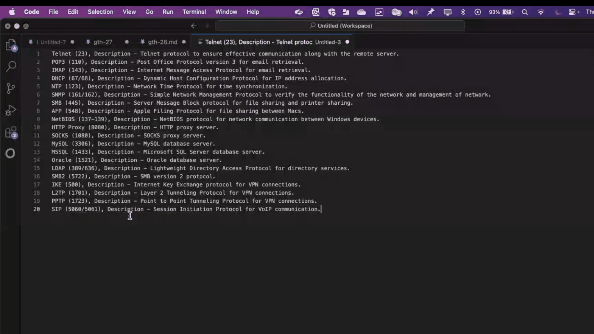 Code File Edit Selection View Go Run Terminal Window Help 93% Thu
Untitled (Workspace)
Untitled-7 gth-27 gth-26.md Telnet (23), Description - Telnet protoc Untitled-3
1 Telnet (23), Description - Telnet protocol to ensure effective communication along with the remote server.
2 POP3 (110), Description - Post Office Protocol version 3 for email retrieval.
3 IMAP (143), Description - Internet Message Access Protocol for email retrieval.
4 DHCP (67/68), Description - Dynamic Host Configuration Protocol for IP address allocation.
5 NTP (123), Description - Network Time Protocol for time synchronization.
6 SNMP (161/162), Description - Simple Network Management Protocol to verify the functionality of the network and management of network.
7 SMB (445), Description - Server Message Block protocol for file sharing and printer sharing.
8 AFP (548), Description - Apple Filing Protocol for file sharing between Macs.
9 NetBIOS (137-139), Description - NetBIOS protocol for network communication between Windows devices.
10 HTTP Proxy (8080), Description - HTTP proxy server.
11 SOCKS (1080), Description - SOCKS proxy server.
12 MySQL (3306), Description - MySQL database server.
13 MSSQL (1433), Description - Microsoft SQL Server database server.
14 Oracle (1521), Description - Oracle database server.
15 LDAP (389/636), Description - Lightweight Directory Access Protocol for directory services.
16 SMB2 (5722), Description - SMB version 2 protocol.
17 IKE (500), Description - Internet Key Exchange protocol for VPN connections.
18 L2TP (1701), Description - Layer 2 Tunneling Protocol for VPN connections.
19 PPTP (1723), Description - Point to Point Tunneling Protocol for VPN connections.
20 SIP (5060/5061), Description - Session Initiation Protocol for VoIP communication.